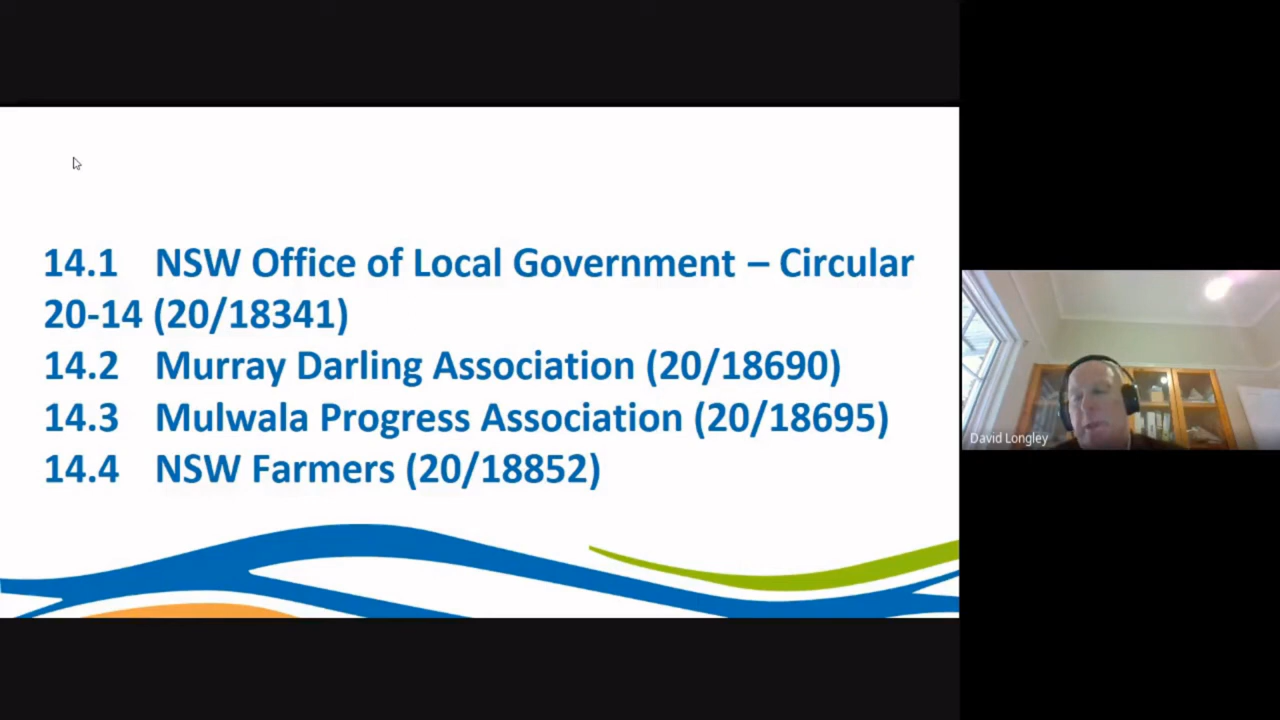 14.1 NSW Office of Local Government – Circular
20-14 (20/18341)
14.2 Murray Darling Association (20/18690)
14.3 Mulwala Progress Association (20/18695)
14.4 NSW Farmers (20/18852)
David Longley